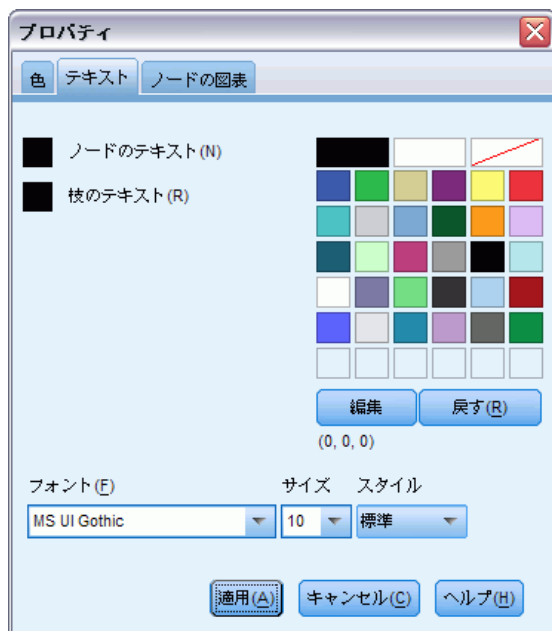 プロパティ
色 テキスト ノードの図表
ノードのテキスト(N)
枝のテキスト(R)
編集 戻す(R)
(0, 0, 0)
フォント(F) サイズ スタイル
MS UI Gothic 10 標準
適用(A) キャンセル(C) ヘルプ(H)